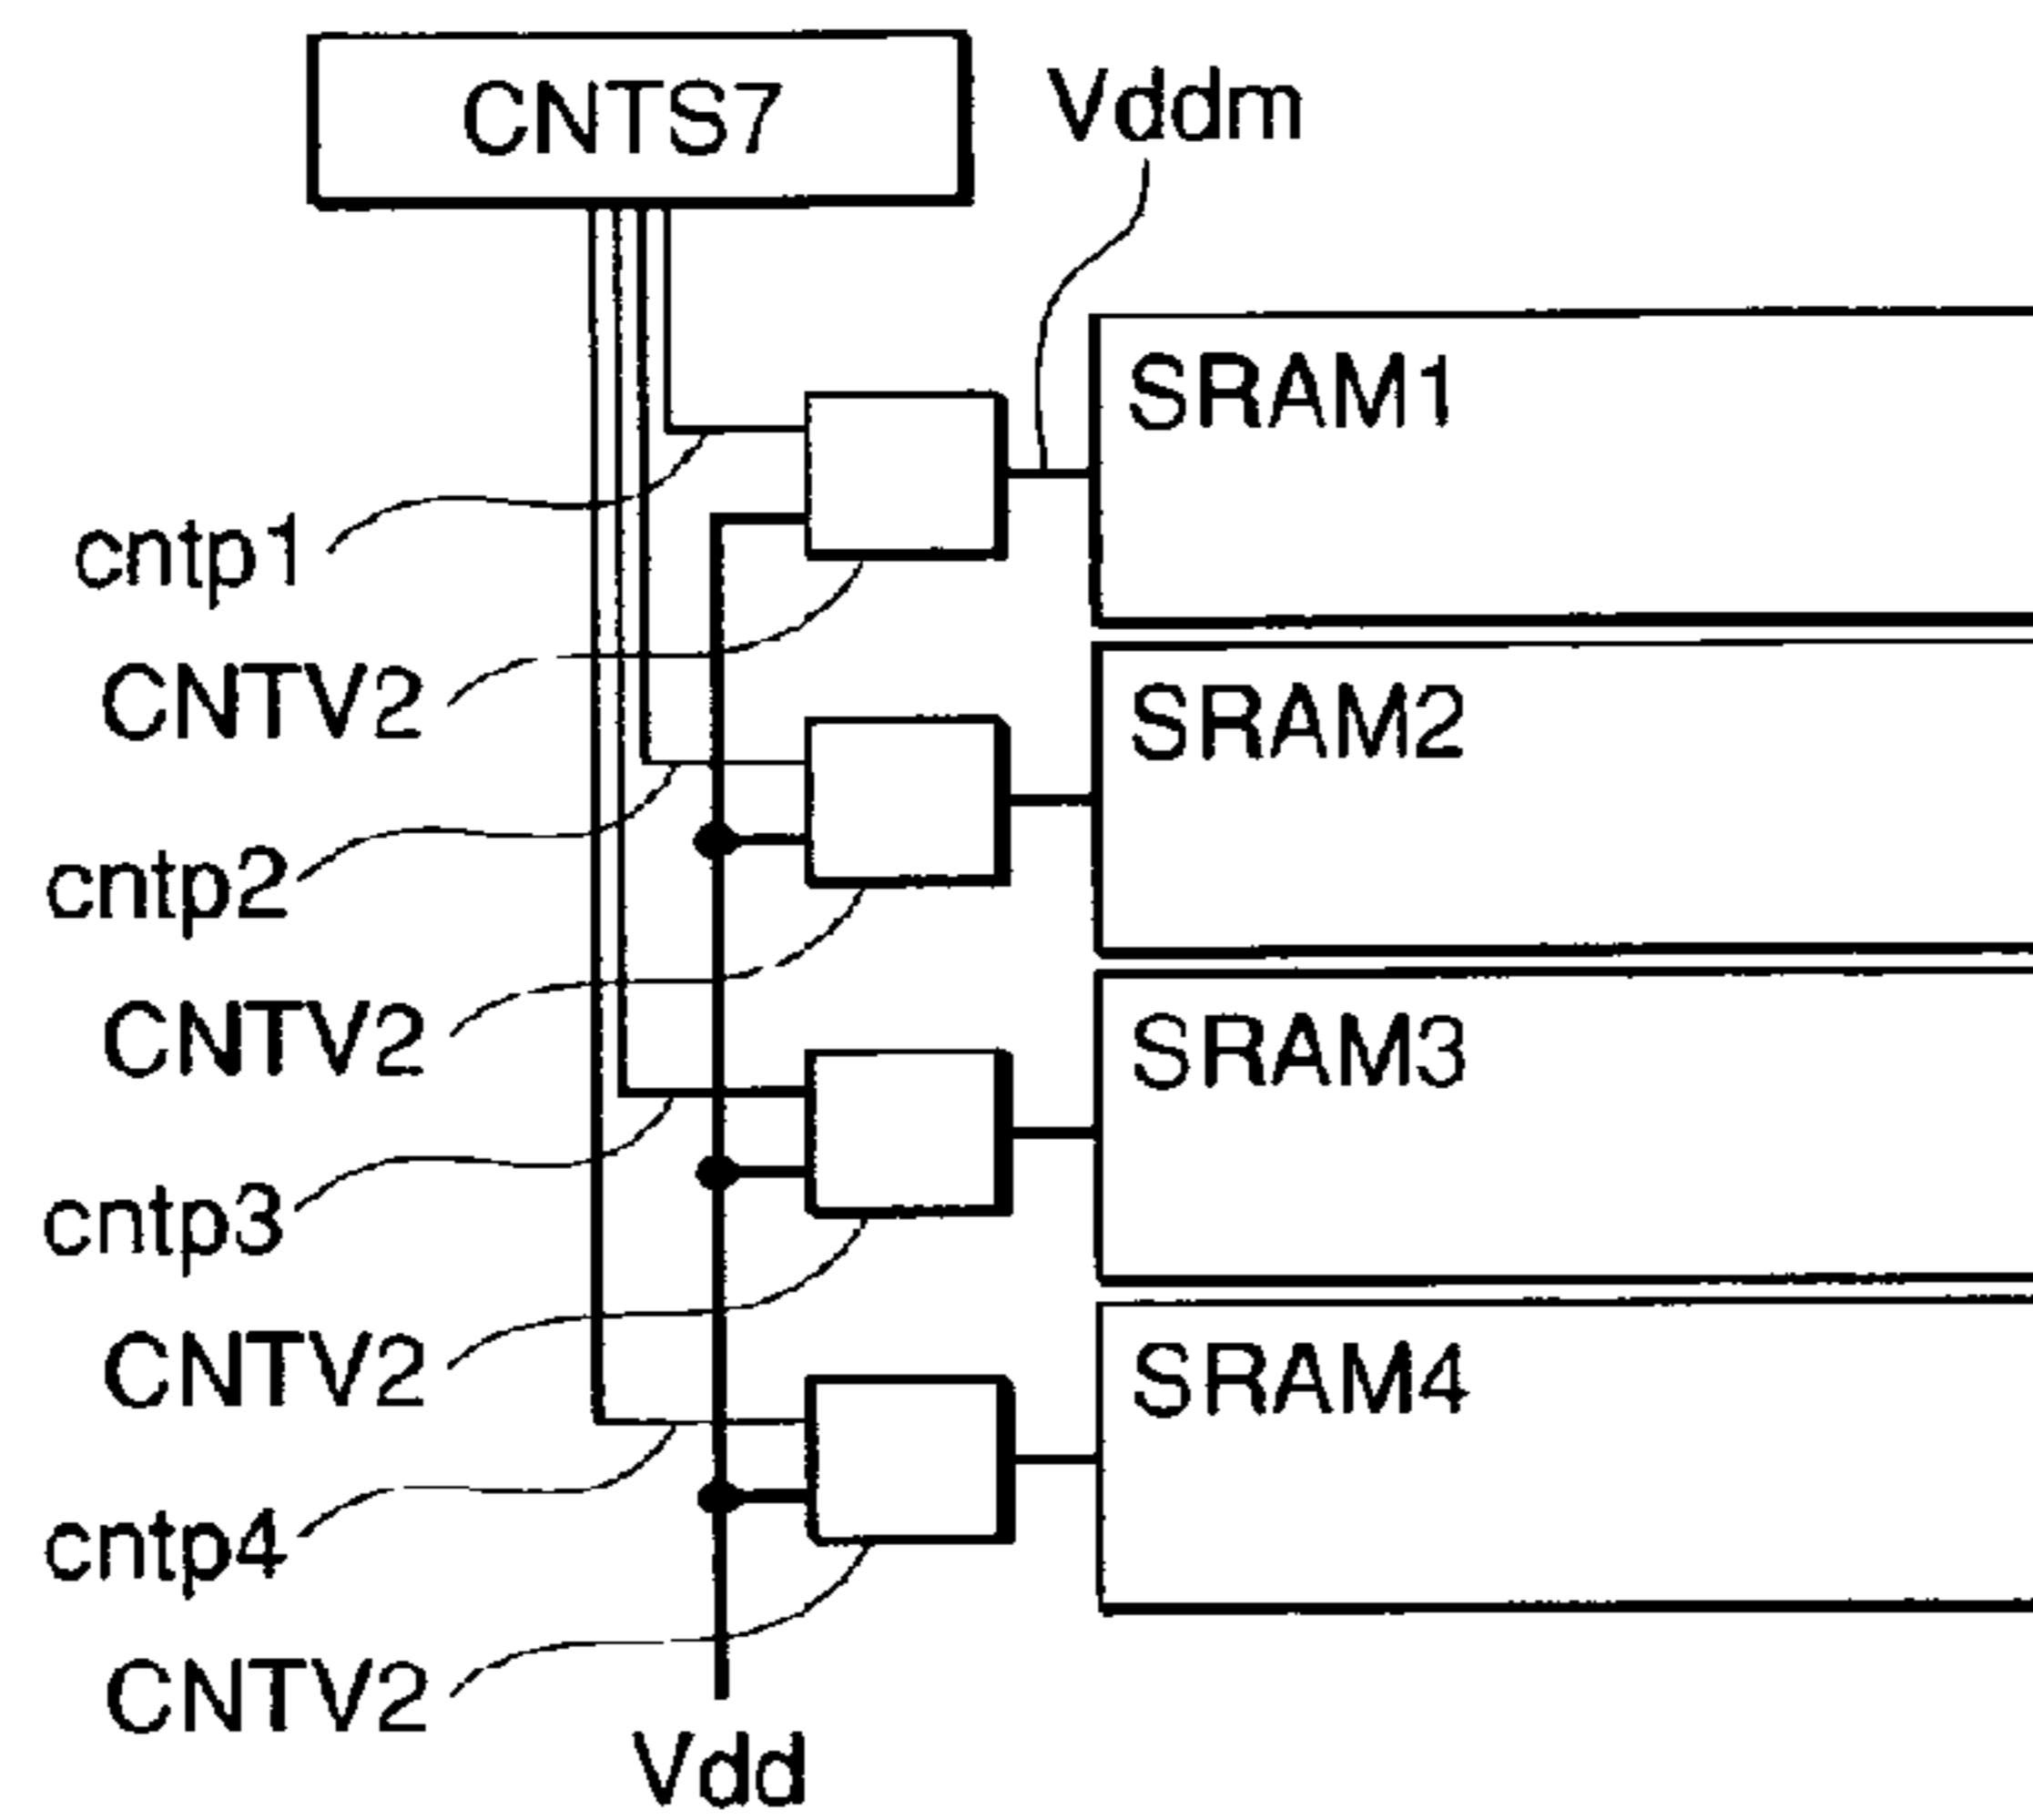 CNTS7
Vddm
SRAM1
cntp1
CNTV2
SRAM2
cntp2
CNTV2
SRAM3
cntp3
CNTV2
SRAM4
cntp4
CNTV2
Vdd